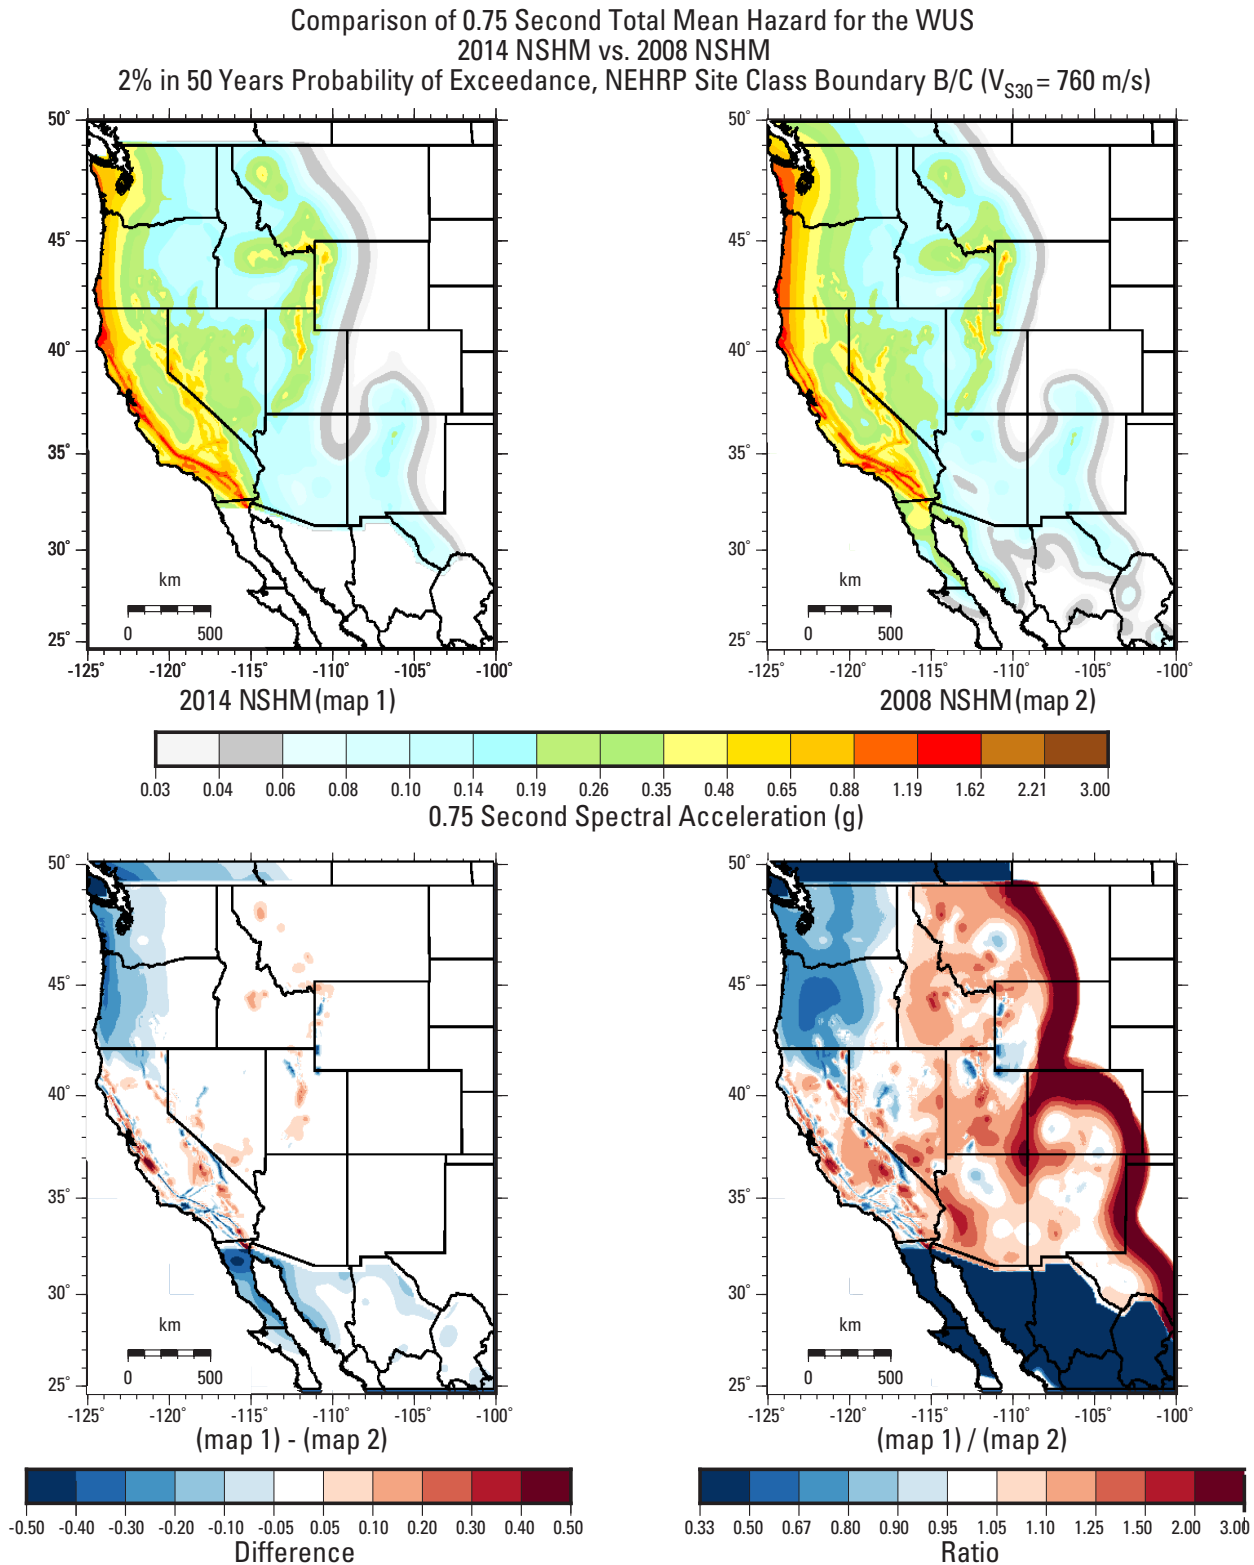 Comparison of 0.75 Second Total Mean Hazard for the WUS
2014 NSHM vs. 2008 NSHM
2% in 50 Years Probability of Exceedance, NEHRP Site Class Boundary B/C (VS30 = 760 m/s)
50°
45°
40°
35°
30°
25°
km
0 500
-125 -120 -115 -110 -105 -100°
2014 NSHM (map 1)
50°
45°
40°
35°
30°
25°
km
0 500
-125 -120 -115 -110 -105 -100°
2008 NSHM (map 2)
0.03 0.04 0.06 0.08 0.10 0.14 0.19 0.26 0.35 0.48 0.65 0.88 1.19 1.62 2.21 3.00
0.75 Second Spectral Acceleration (g)
50°
45°
40°
35°
30°
25°
km
0 500
-125 -120 -115 -110 -105 -100°
(map 1) - (map 2)
-0.50 -0.40 -0.30 -0.20 -0.10 -0.05 0.05 0.10 0.20 0.30 0.40 0.50
Difference
50°
45°
40°
35°
30°
25°
km
0 500
-125 -120 -115 -110 -105 -100°
(map 1) / (map 2)
0.33 0.50 0.67 0.80 0.90 0.95 1.05 1.10 1.25 1.50 2.00 3.00
Ratio